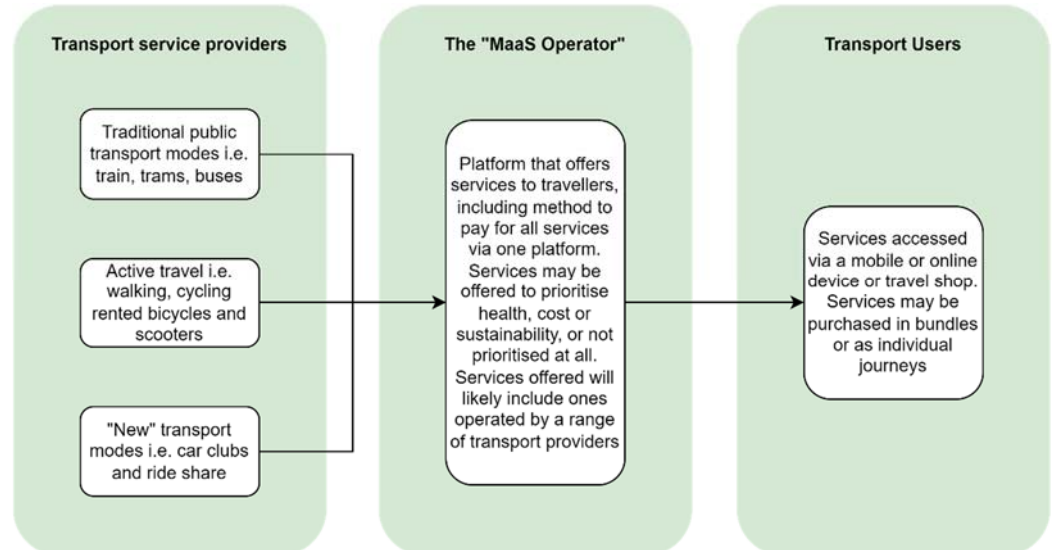 Transport service providers
Traditional public
transport modes i.e.
train, trams, buses
Active travel i.e.
walking, cycling
rented bicycles and
scooters
"New" transport
modes i.e. car clubs
and ride share
The "MaaS Operator"
Platform that offers
services to travellers,
including method to
pay for all services
via one platform.
Services may be
offered to prioritise
health, cost or
sustainability, or not
prioritised at all.
Services offered will
likely include ones
operated by a range
of transport providers
Transport Users
Services accessed
via a mobile or online
device or travel shop.
Services may be
purchased in bundles
or as individual
journeys